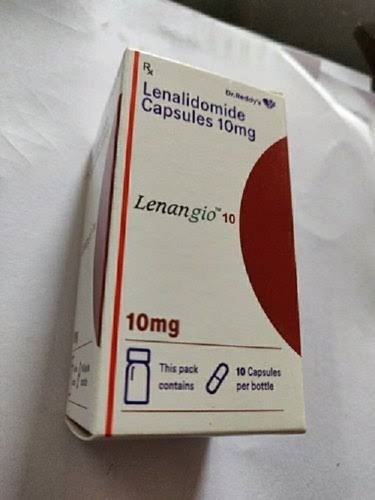 Rx
Dr.Reddy's
Lenalidomide
Capsules 10mg
Lenangio™ 10
10mg
This pack
contains
10 Capsules
per bottle